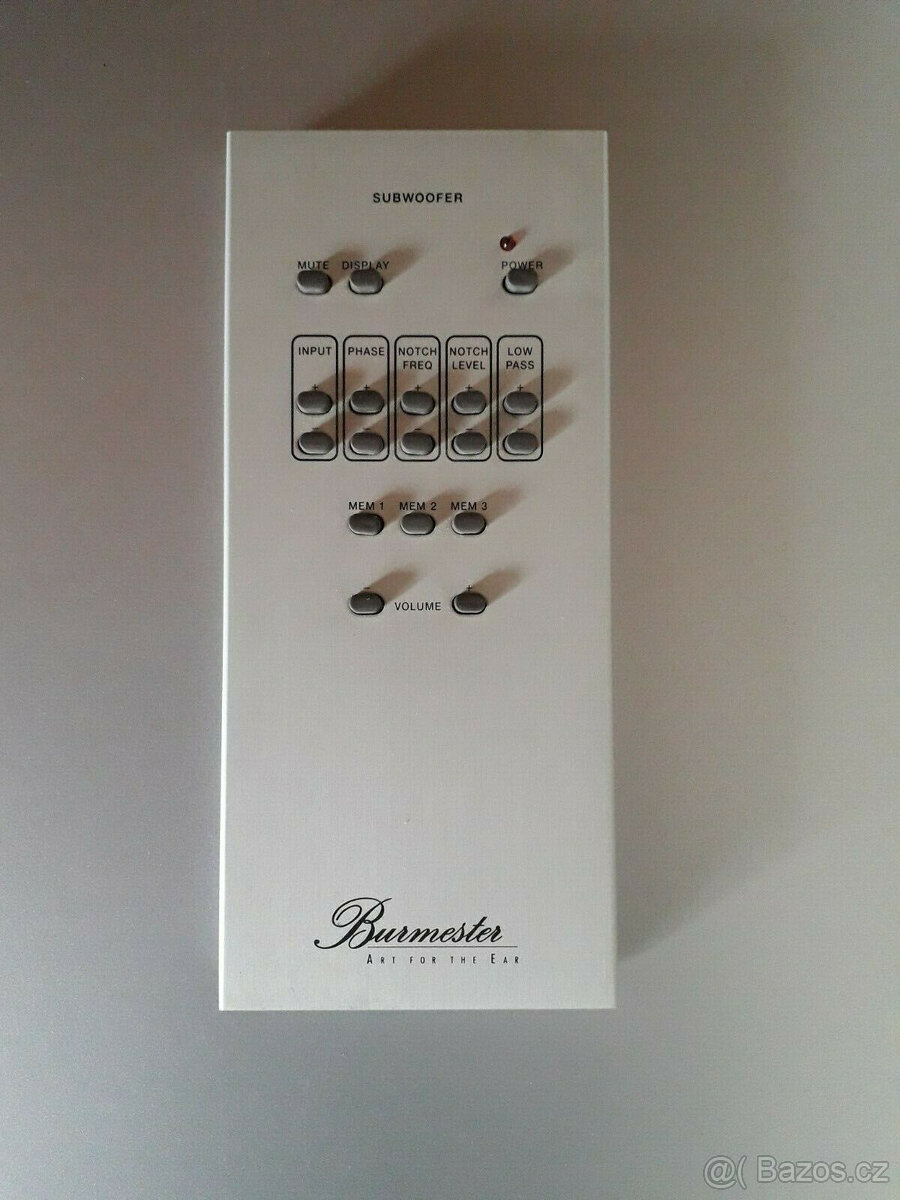 SUBWOOFER
MUTE DISPLAY POWER
INPUT PHASE NOTCH FREQ NOTCH LEVEL LOW PASS
+ + + + +
- - - - -
MEM 1 MEM 2 MEM 3
- VOLUME +
Burmester
ART FOR THE EAR
@( Bazos.cz